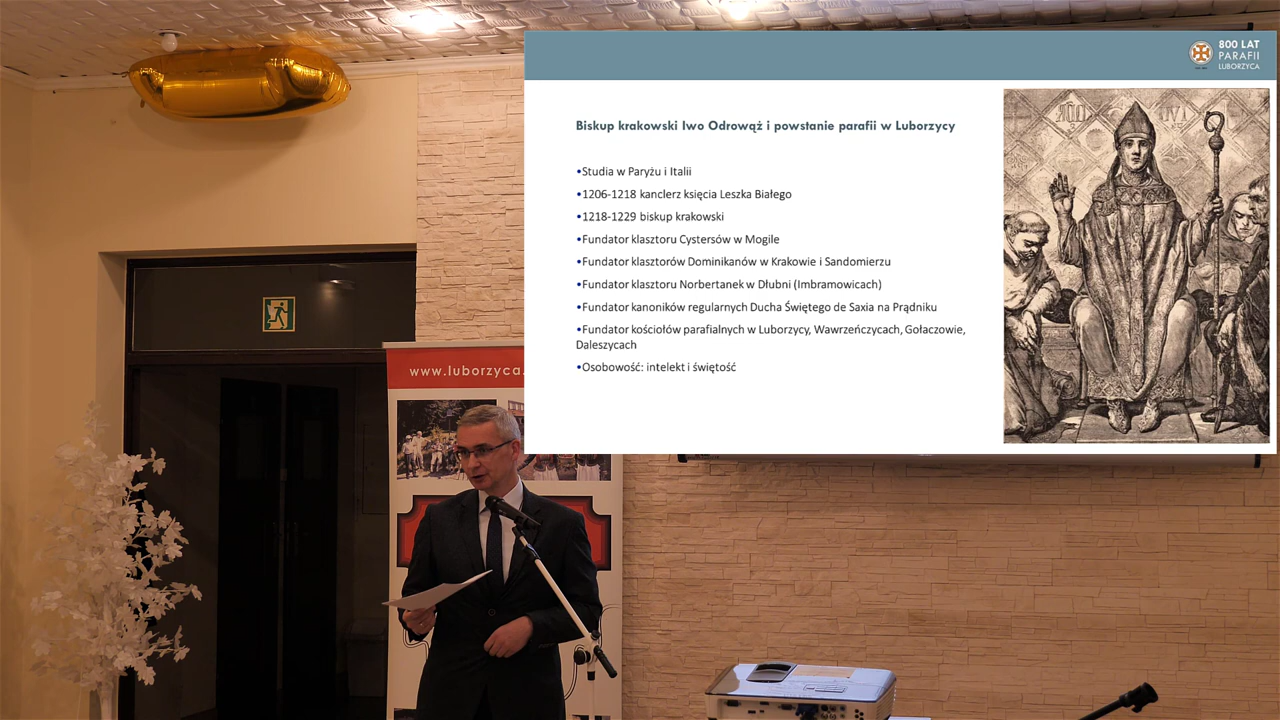 800 LAT
PARAFII
LUBORZYCA
Biskup krakowski Iwo Odrowąż i powstanie parafii w Luborzycy
•Studia w Paryżu i Italii
•1206-1218 kanclerz księcia Leszka Białego
•1218-1229 biskup krakowski
•Fundator klasztoru Cystersów w Mogile
•Fundator klasztorów Dominikanów w Krakowie i Sandomierzu
•Fundator klasztoru Norbertanek w Dłubni (Imbramowicach)
•Fundator kanoników regularnych Ducha Świętego de Saxia na Prądniku
•Fundator kościołów parafialnych w Luborzycy, Wawrzeńczycach, Gołaczowie,
Daleszycach
•Osobowość: intelekt i świętość
www.luborzyca.